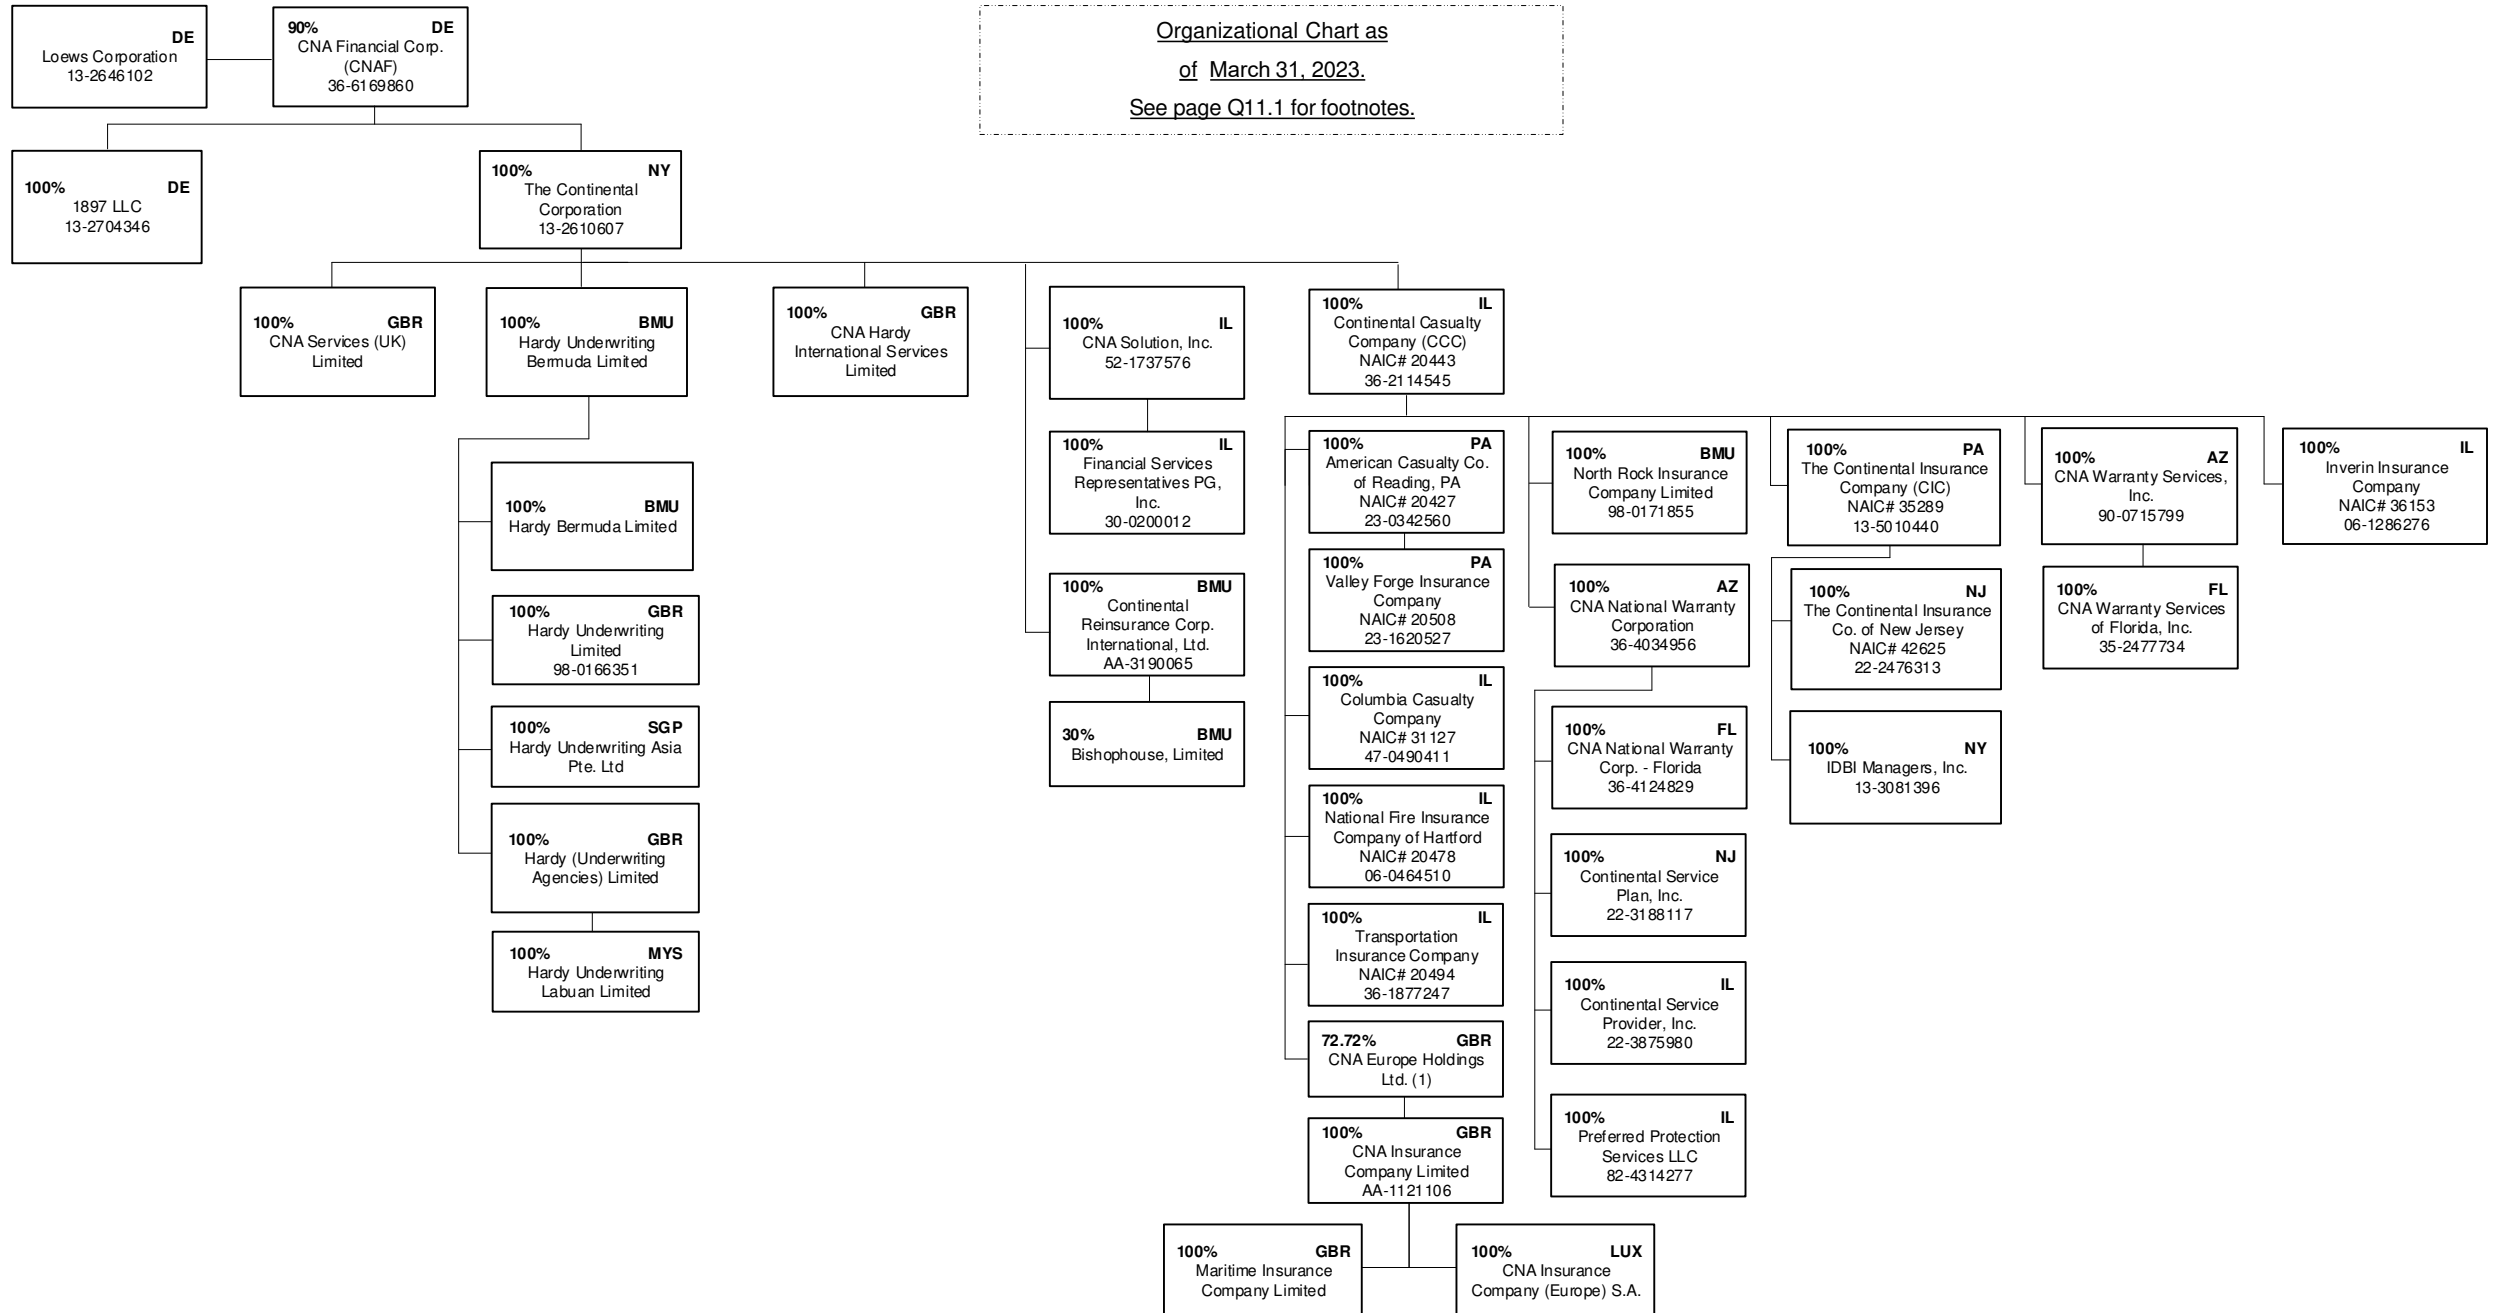 DE
Loews Corporation
13-2646102
90% DE
CNA Financial Corp.
(CNAF)
36-6169860
Organizational Chart as
of March 31, 2023.
See page Q11.1 for footnotes.
100% DE
1897 LLC
13-2704346
100% NY
The Continental
Corporation
13-2610607
100% GBR
CNA Services (UK)
Limited
100% BMU
Hardy Underwriting
Bermuda Limited
100% GBR
CNA Hardy
International Services
Limited
100% IL
CNA Solution, Inc.
52-1737576
100% IL
Continental Casualty
Company (CCC)
NAIC# 20443
36-2114545
100% BMU
Hardy Bermuda Limited
100% GBR
Hardy Underwriting
Limited
98-0166351
100% SGP
Hardy Underwriting Asia
Pte. Ltd
100% GBR
Hardy (Underwriting
Agencies) Limited
100% MYS
Hardy Underwriting
Labuan Limited
100% IL
Financial Services
Representatives PG,
Inc.
30-0200012
100% BMU
Continental
Reinsurance Corp.
International, Ltd.
AA-3190065
30% BMU
Bishophouse, Limited
100% PA
American Casualty Co.
of Reading, PA
NAIC# 20427
23-0342560
100% PA
Valley Forge Insurance
Company
NAIC# 20508
23-1620527
100% IL
Columbia Casualty
Company
NAIC# 31127
47-0490411
100% IL
National Fire Insurance
Company of Hartford
NAIC# 20478
06-0464510
100% IL
Transportation
Insurance Company
NAIC# 20494
36-1877247
72.72% GBR
CNA Europe Holdings
Ltd. (1)
100% GBR
CNA Insurance
Company Limited
AA-1121106
100% GBR
Maritime Insurance
Company Limited
100% LUX
CNA Insurance
Company (Europe) S.A.
100% BMU
North Rock Insurance
Company Limited
98-0171855
100% AZ
CNA National Warranty
Corporation
36-4034956
100% FL
CNA National Warranty
Corp. - Florida
36-4124829
100% NJ
Continental Service
Plan, Inc.
22-3188117
100% IL
Continental Service
Provider, Inc.
22-3875980
100% IL
Preferred Protection
Services LLC
82-4314277
100% PA
The Continental Insurance
Company (CIC)
NAIC# 35289
13-5010440
100% NJ
The Continental Insurance
Co. of New Jersey
NAIC# 42625
22-2476313
100% NY
IDBI Managers, Inc.
13-3081396
100% AZ
CNA Warranty Services,
Inc.
90-0715799
100% FL
CNA Warranty Services
of Florida, Inc.
35-2477734
100% IL
Inverin Insurance
Company
NAIC# 36153
06-1286276